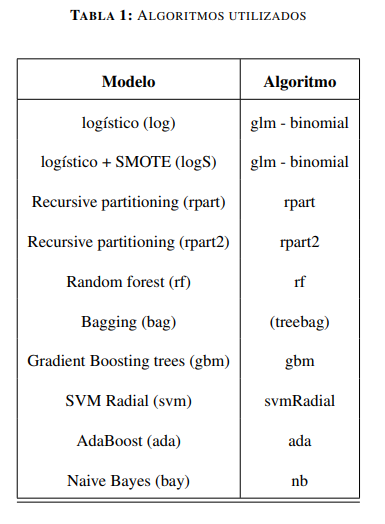 TABLA 1: ALGORITMOS UTILIZADOS
Modelo Algoritmo
logístico (log) glm - binomial
logístico + SMOTE (logS) glm - binomial
Recursive partitioning (rpart) rpart
Recursive partitioning (rpart2) rpart2
Random forest (rf) rf
Bagging (bag) (treebag)
Gradient Boosting trees (gbm) gbm
SVM Radial (svm) svmRadial
AdaBoost (ada) ada
Naive Bayes (bay) nb